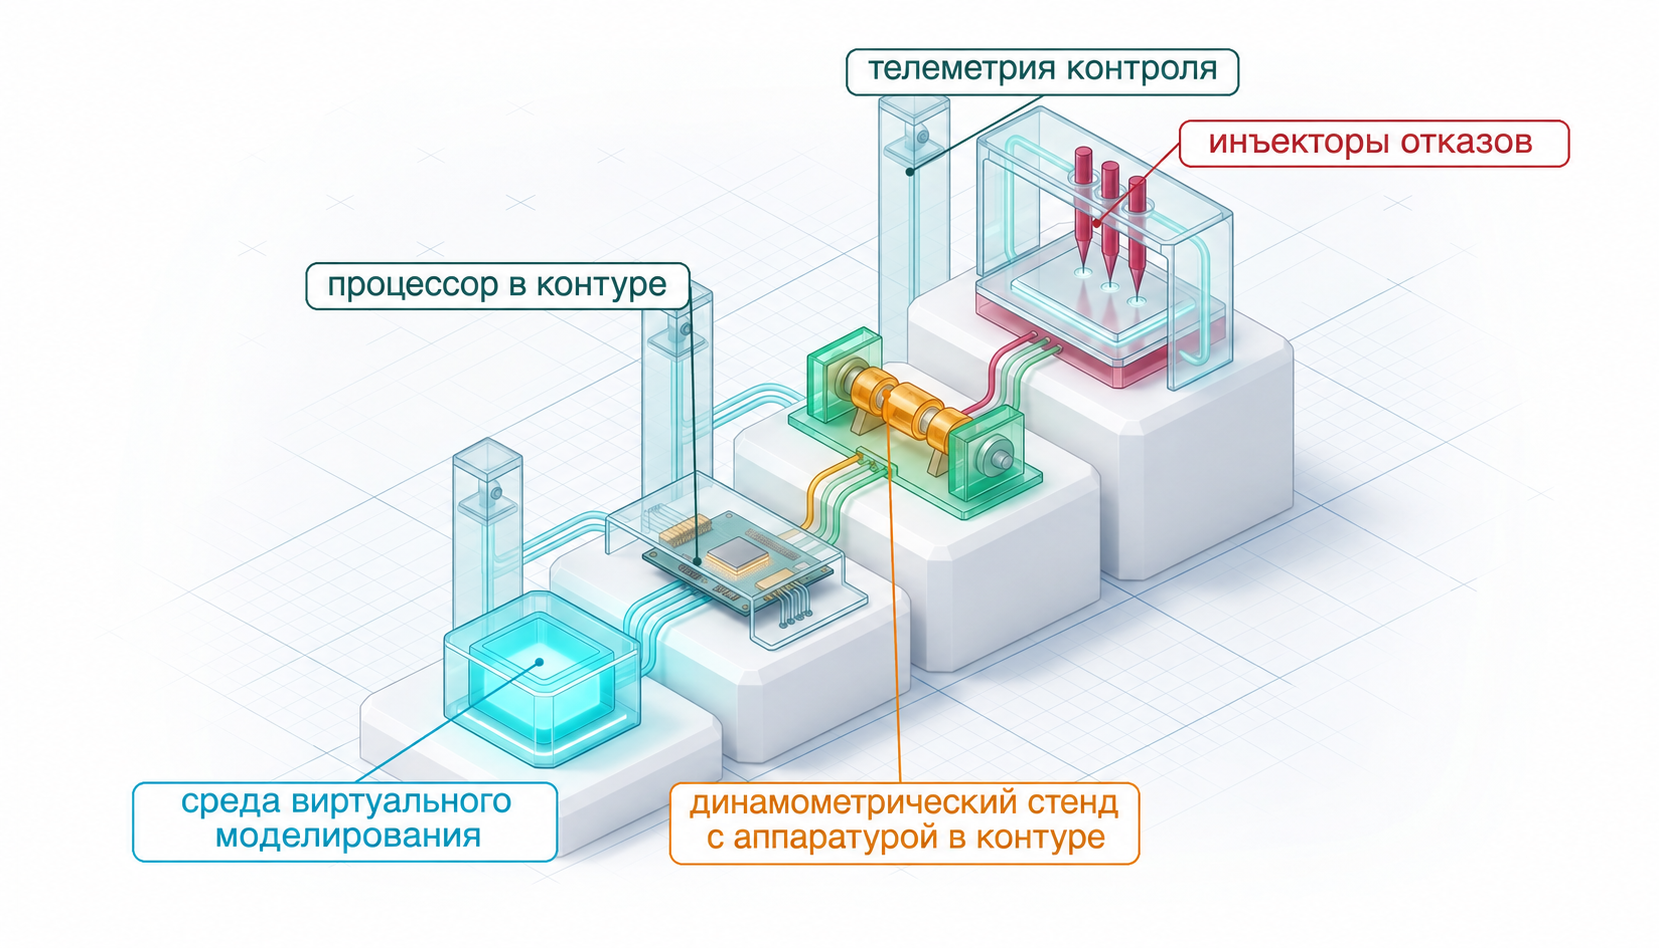 телеметрия контроля
инъекторы отказов
процессор в контуре
среда виртуального
моделирования
динамометрический стенд
с аппаратурой в контуре